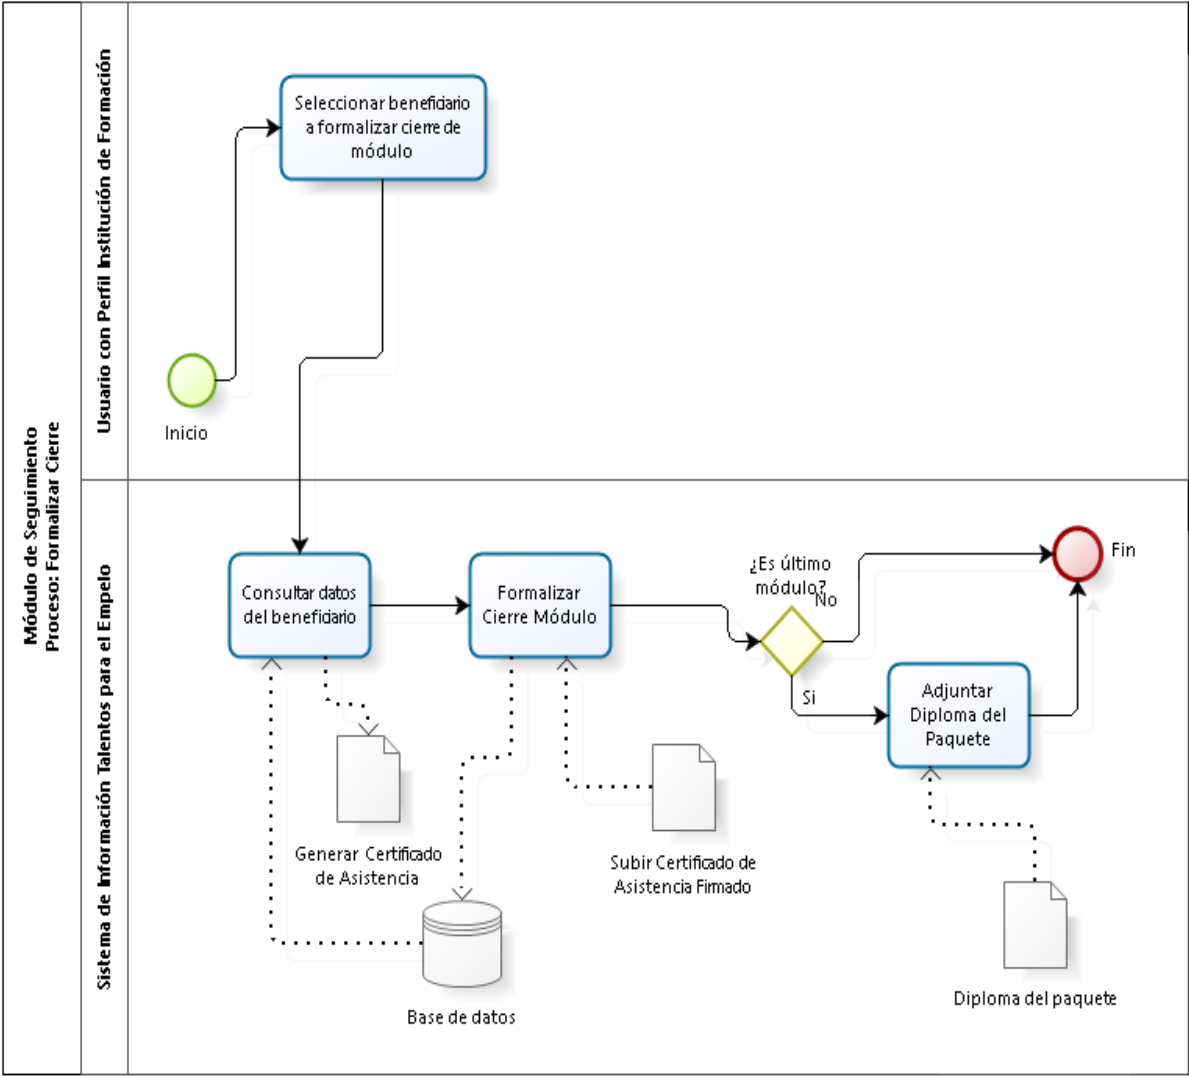 Módulo de Seguimiento
Proceso: Formalizar Cierre
Usuario con Perfil Institución de Formación
Seleccionar beneficiario
a formalizar cierre de
módulo
Inicio
Sistema de Información Talentos para el Empelo
Consultar datos
del beneficiario
Formalizar
Cierre Módulo
¿Es último
módulo?
No
Si
Fin
Adjuntar
Diploma del
Paquete
Generar Certificado
de Asistencia
Subir Certificado de
Asistencia Firmado
Base de datos
Diploma del paquete